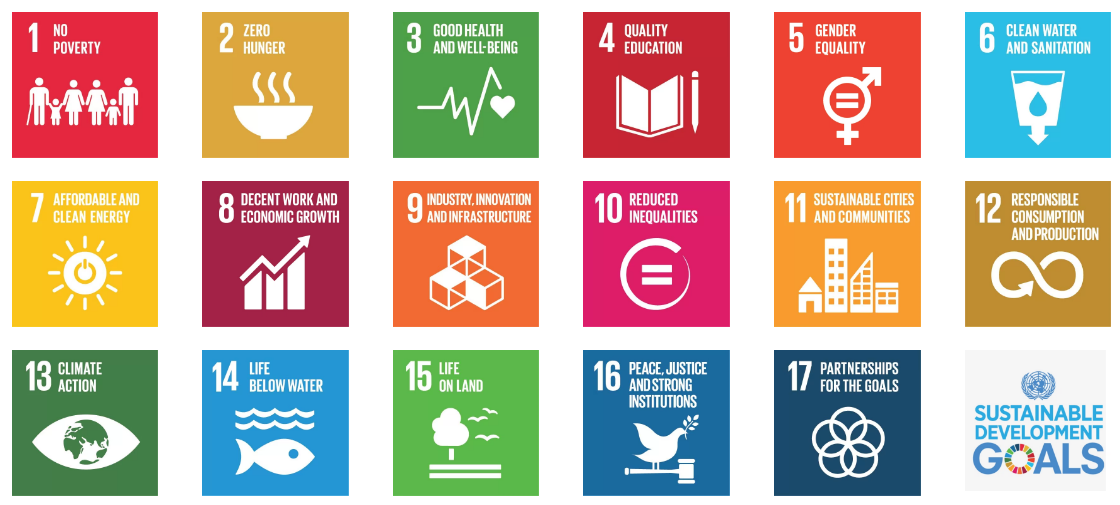 1 NO
POVERTY
2 ZERO
HUNGER
3 GOOD HEALTH
AND WELL-BEING
4 QUALITY
EDUCATION
5 GENDER
EQUALITY
6 CLEAN WATER
AND SANITATION
7 AFFORDABLE AND
CLEAN ENERGY
8 DECENT WORK AND
ECONOMIC GROWTH
9 INDUSTRY, INNOVATION
AND INFRASTRUCTURE
10 REDUCED
INEQUALITIES
11 SUSTAINABLE CITIES
AND COMMUNITIES
12 RESPONSIBLE
CONSUMPTION
AND PRODUCTION
13 CLIMATE
ACTION
14 LIFE
BELOW WATER
15 LIFE
ON LAND
16 PEACE, JUSTICE
AND STRONG
INSTITUTIONS
17 PARTNERSHIPS
FOR THE GOALS
SUSTAINABLE
DEVELOPMENT
GOALS